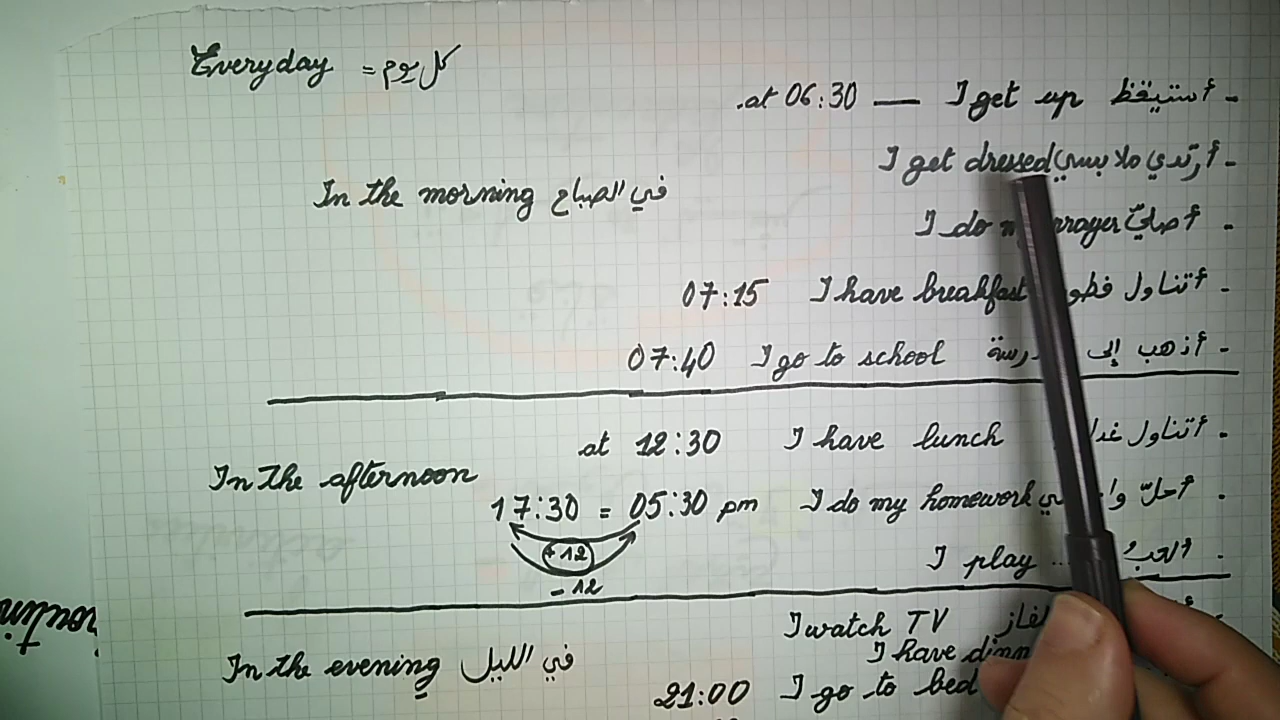 Everyday = كل يوم
at 06:30 — I get up أستيقظ -
I get dressed أرتدي ملابسي -
In the morning في الصباح
I do my prayer أصلّي -
07:15 I have breakfast أتناول -
07:40 I go to school أذهب إلى -
at 12:30 I have lunch أتناول -
In The afternoon
17:30 = 05:30 pm I do my homework أحلّ -
+12
- 12
I play ... -
I watch TV
I have
In the evening في الليل
21:00 I go to bed